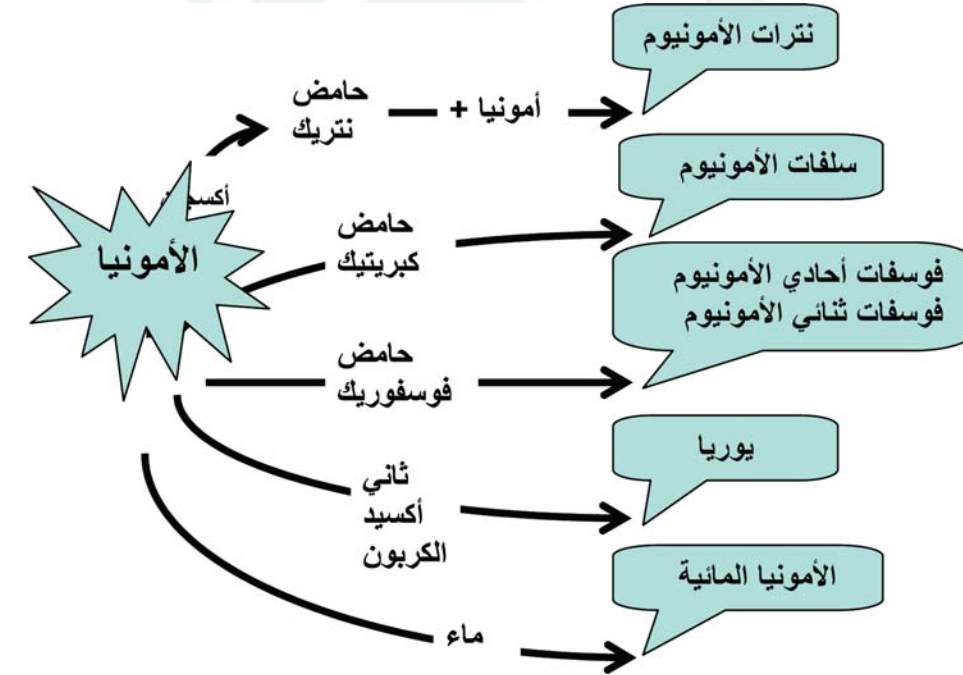 نترات الأمونيوم
حامض
نتريك
+ أمونيا
سلفات الأمونيوم
الأمونيا
حامض
كبريتيك
فوسفات أحادي الأمونيوم
فوسفات ثنائي الأمونيوم
حامض
فوسفوريك
يوريا
ثاني
أكسيد
الكربون
الأمونيا المائية
ماء